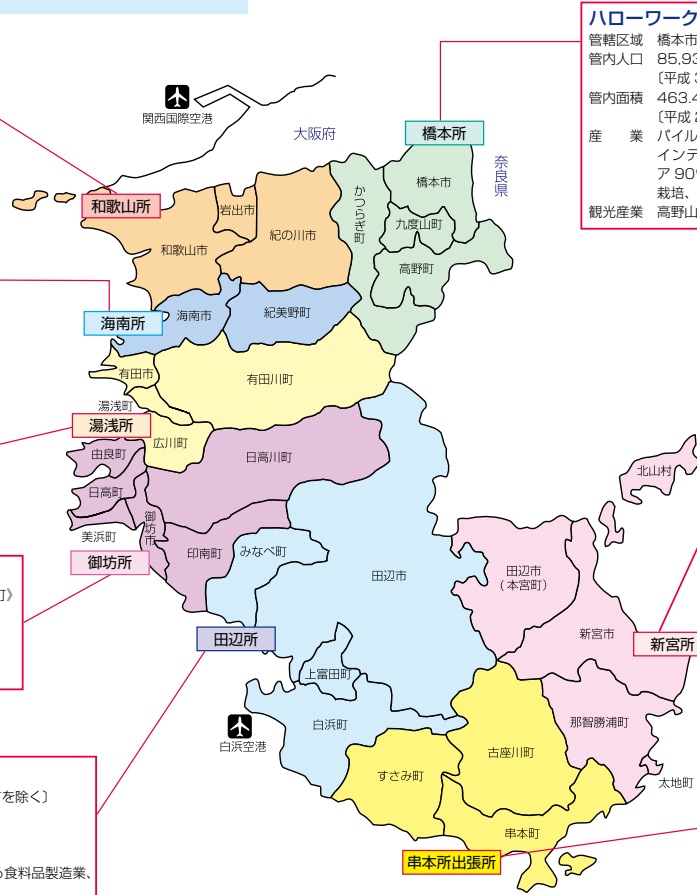 ハローワーク
管轄区域 橋本市
管内人口 85,93
〔平成 3
管内面積 463.4
〔平成 2
産 業 パイル
インテ
ア 90%
栽培、
観光産業 高野山
関西国際空港
大阪府
橋本所
奈良県
橋本市
かつらぎ町
九度山町
高野町
和歌山所
岩出市
紀の川市
和歌山市
海南所
海南市
紀美野町
有田市
有田川町
湯浅町
湯浅所
広川町
由良町
日高川町
日高町
御坊市
美浜町
御坊所
印南町
みなべ町
田辺市
北山村
田辺市
(本宮町)
新宮市
新宮所
町》
田辺所
上富田町
白浜町
白浜空港
那智勝浦町
太地町
古座川町
すさみ町
串本町
串本所出張所
を除く〕
食料品製造業、